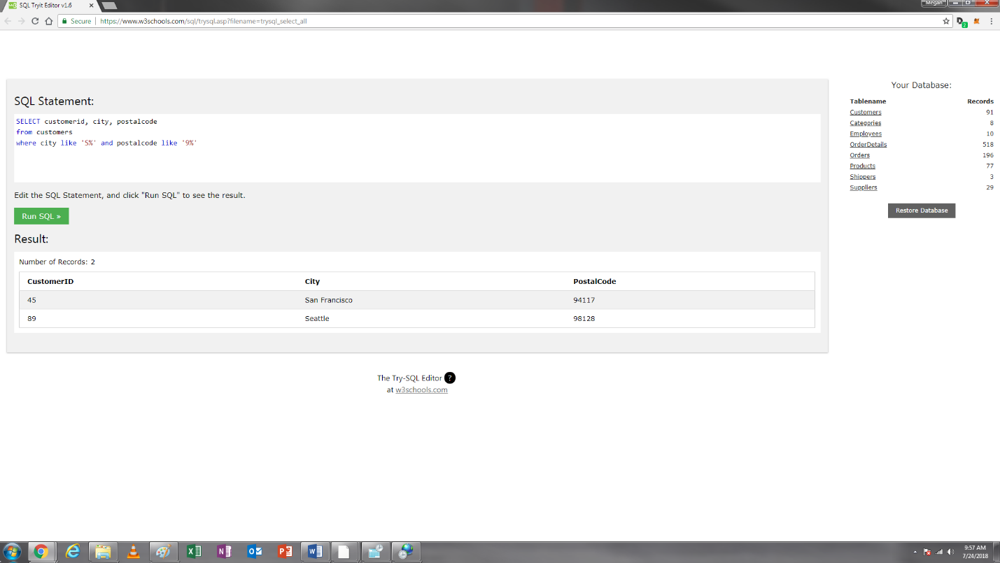 SQL Tryit Editor v1.6
Megan
Secure https://www.w3schools.com/sql/trysql.asp?filename=trysql_select_all
2
SQL Statement:
SELECT customerid, city, postalcode
from customers
where city like 'S%' and postalcode like '9%'
Edit the SQL Statement, and click "Run SQL" to see the result.
Run SQL »
Result:
Number of Records: 2
CustomerID City PostalCode
45 San Francisco 94117
89 Seattle 98128
The Try-SQL Editor ?
at w3schools.com
Your Database:
Tablename Records
Customers 91
Categories 8
Employees 10
OrderDetails 518
Orders 196
Products 77
Shippers 3
Suppliers 29
Restore Database
9:57 AM
7/24/2018